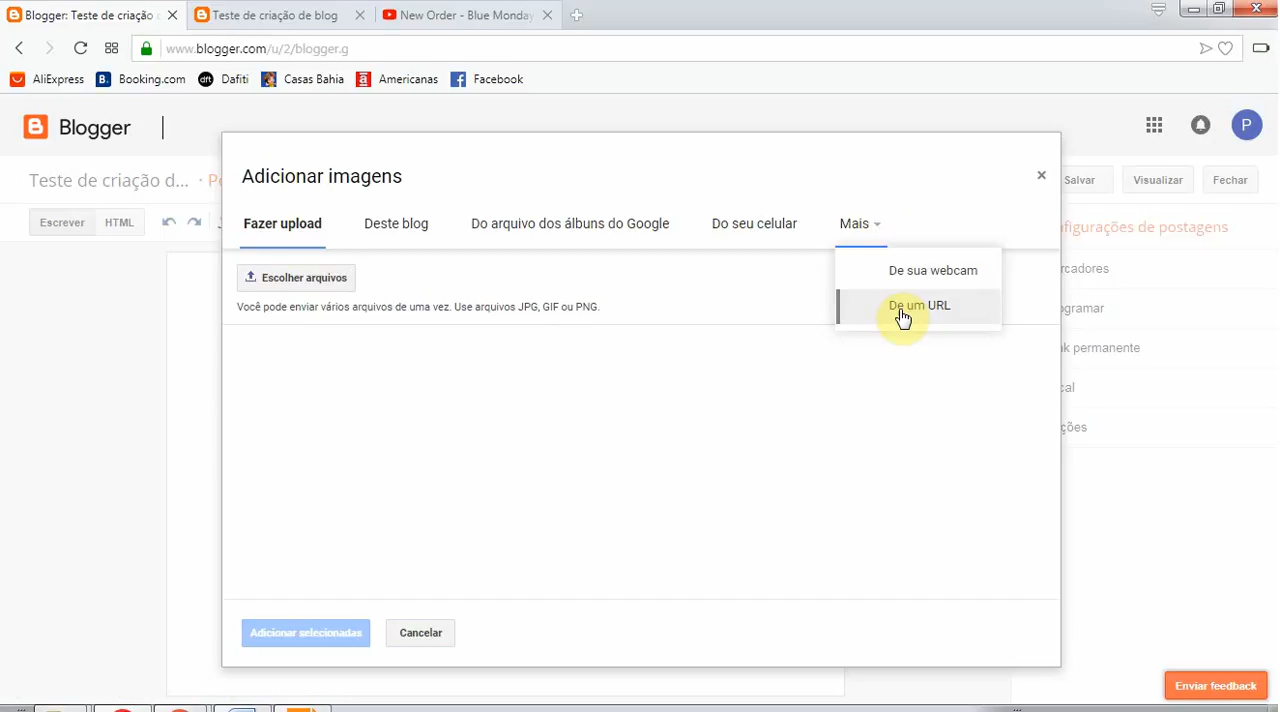 Blogger: Teste de criação
Teste de criação de blog
New Order - Blue Monday
www.blogger.com/u/2/blogger.g
AliExpress
Booking.com
Dafiti
Casas Bahia
Americanas
Facebook
Blogger
P
Teste de criação d...
Adicionar imagens
Salvar
Visualizar
Fechar
Escrever
HTML
Fazer upload
Deste blog
Do arquivo dos álbuns do Google
Do seu celular
Mais
figurações de postagens
Escolher arquivos
De sua webcam
rcadores
Você pode enviar vários arquivos de uma vez. Use arquivos JPG, GIF ou PNG.
De um URL
gramar
k permanente
cal
ções
Adicionar selecionadas
Cancelar
Enviar feedback